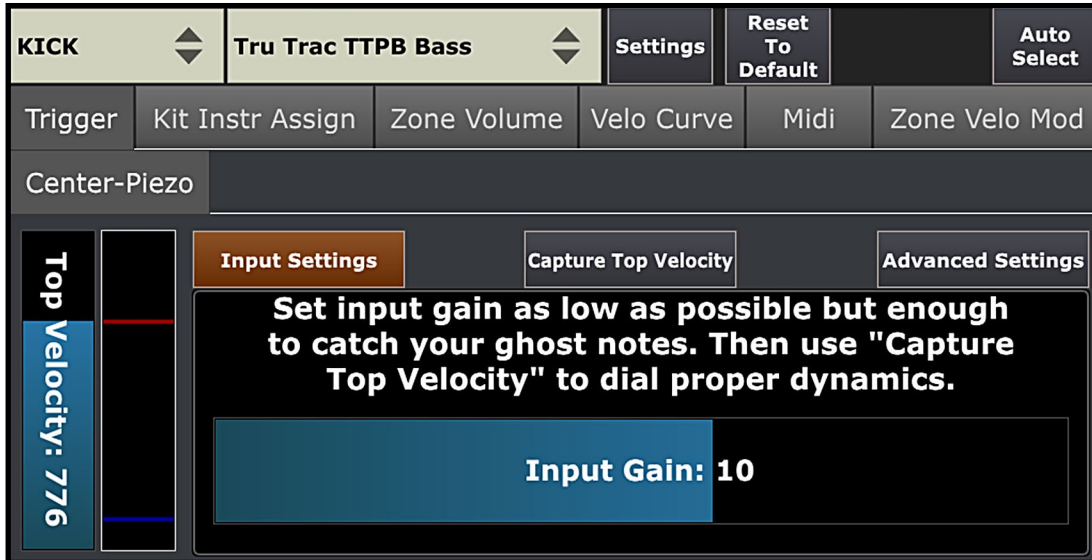 KICK
Tru Trac TTPB Bass
Settings
Reset
To
Default
Auto
Select
Trigger
Kit Instr Assign
Zone Volume
Velo Curve
Midi
Zone Velo Mod
Center-Piezo
Top Velocity: 776
Input Settings
Capture Top Velocity
Advanced Settings
Set input gain as low as possible but enough
to catch your ghost notes. Then use "Capture
Top Velocity" to dial proper dynamics.
Input Gain: 10